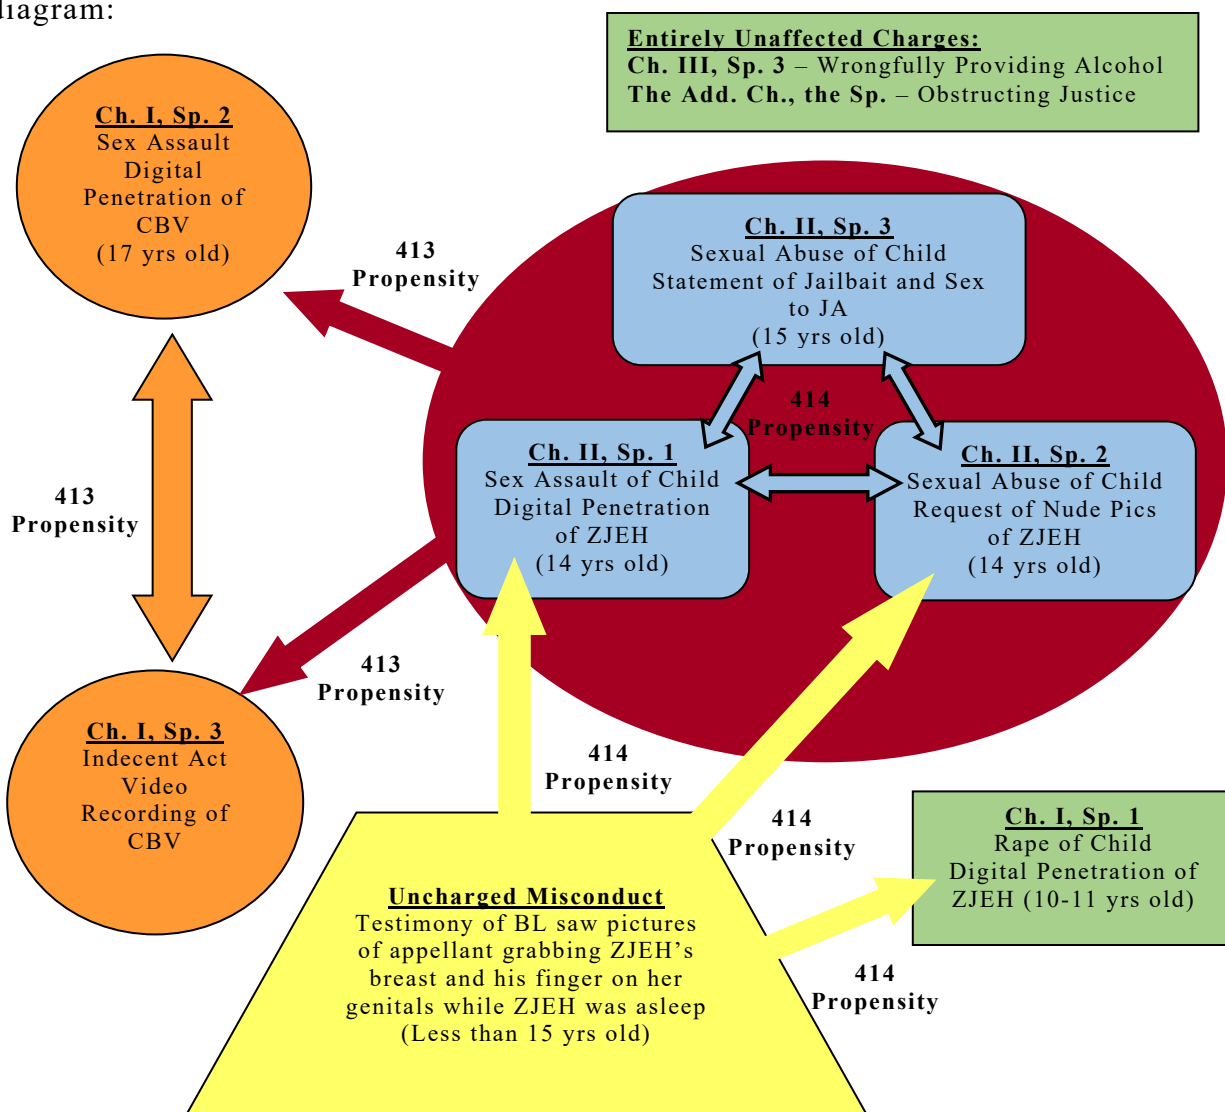 diagram:
Entirely Unaffected Charges:
Ch. III, Sp. 3 – Wrongfully Providing Alcohol
The Add. Ch., the Sp. – Obstructing Justice
Ch. I, Sp. 2
Sex Assault
Digital
Penetration of
CBV
(17 yrs old)
413
Propensity
Ch. II, Sp. 3
Sexual Abuse of Child
Statement of Jailbait and Sex
to JA
(15 yrs old)
414
Propensity
Ch. II, Sp. 1
Sex Assault of Child
Digital Penetration
of ZJEH
(14 yrs old)
Ch. II, Sp. 2
Sexual Abuse of Child
Request of Nude Pics
of ZJEH
(14 yrs old)
413
Propensity
413
Propensity
Ch. I, Sp. 3
Indecent Act
Video
Recording of
CBV
414
Propensity
414
Propensity
Ch. I, Sp. 1
Rape of Child
Digital Penetration of
ZJEH (10-11 yrs old)
Uncharged Misconduct
Testimony of BL saw pictures
of appellant grabbing ZJEH’s
breast and his finger on her
genitals while ZJEH was asleep
(Less than 15 yrs old)
414
Propensity